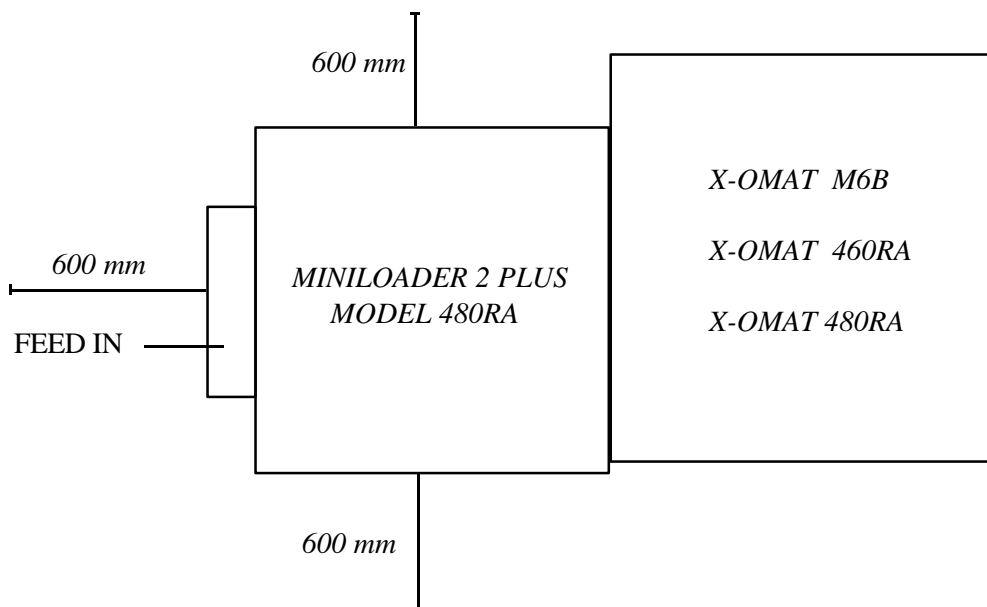 600 mm
X-OMAT M6B
X-OMAT 460RA
600 mm
MINILOADER 2 PLUS
MODEL 480RA
X-OMAT 480RA
FEED IN
600 mm